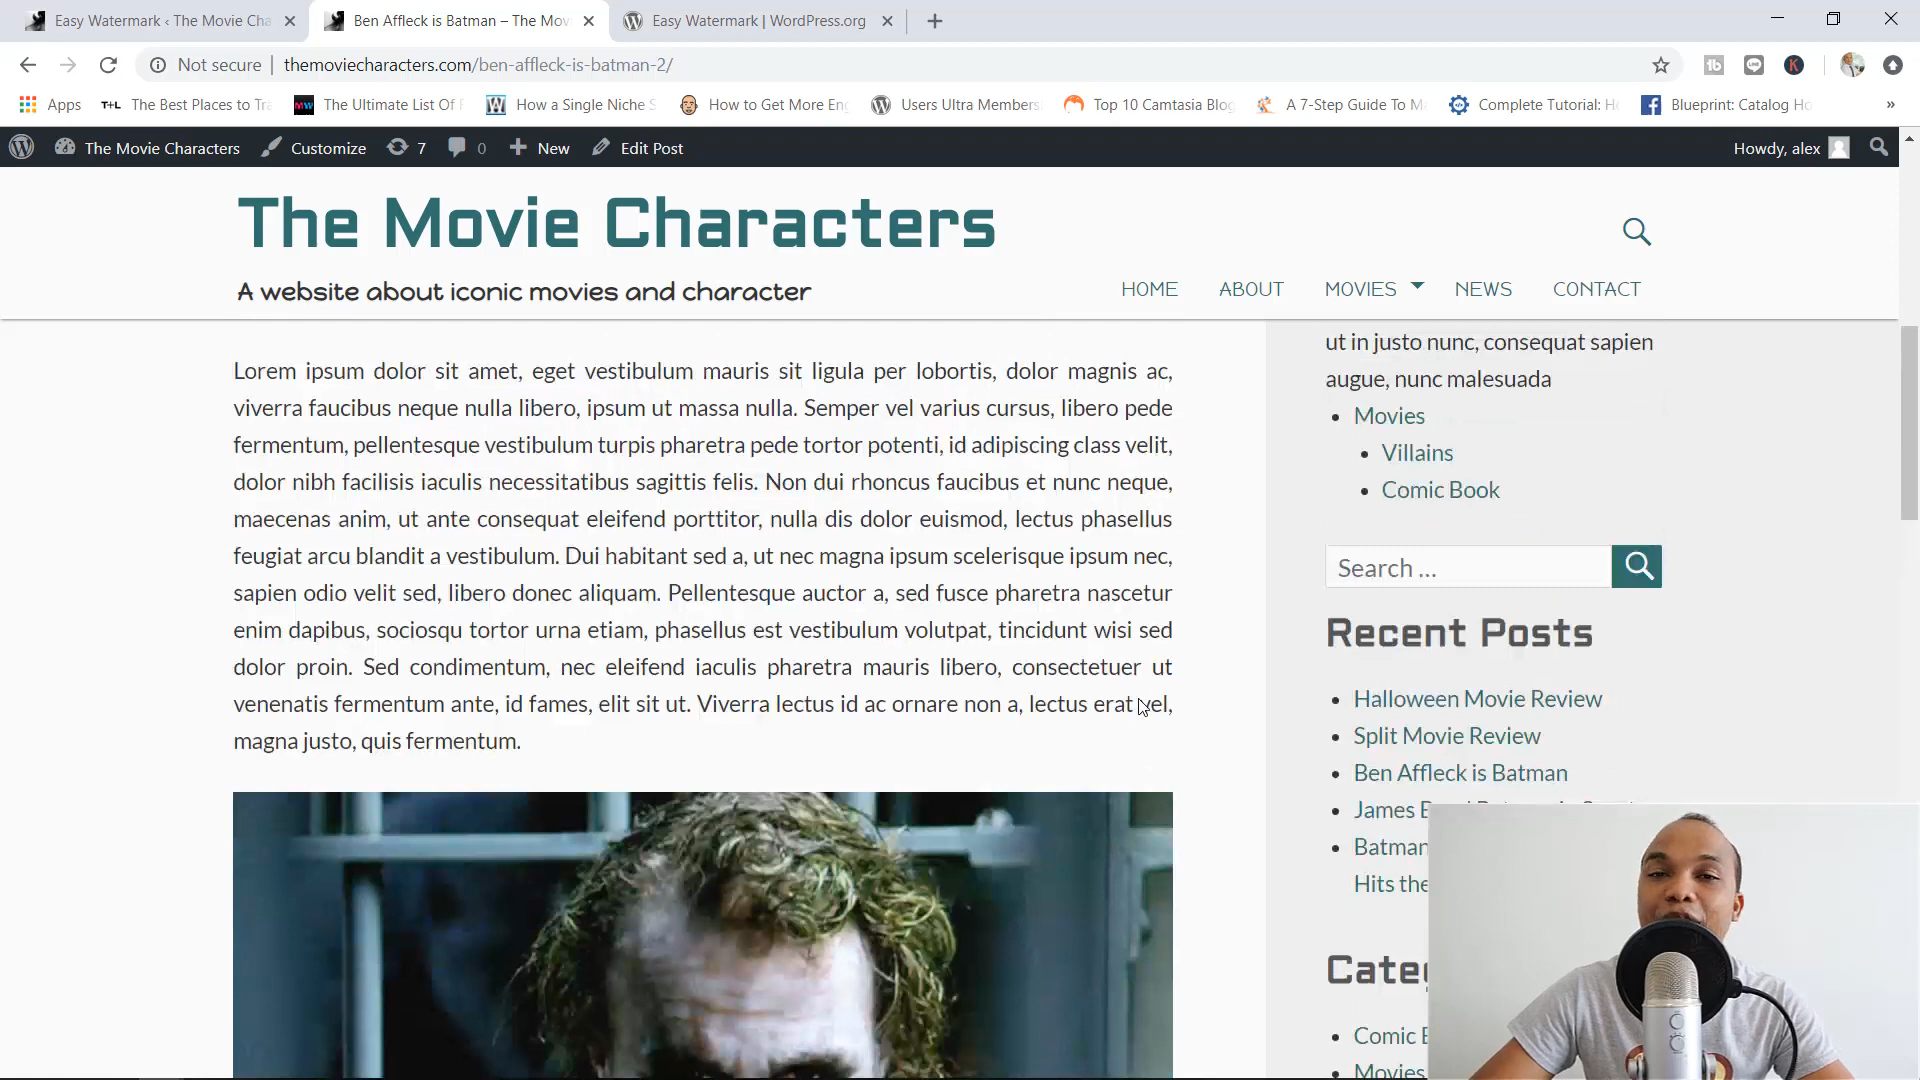 Easy Watermark ‹ The Movie Cha
Ben Affleck is Batman – The Mov
Easy Watermark | WordPress.org
Not secure
themoviecharacters.com/ben-affleck-is-batman-2/
Apps
T+L The Best Places to Tra
MW The Ultimate List Of F
How a Single Niche S
How to Get More En
Users Ultra Members
Top 10 Camtasia Blog
A 7-Step Guide To M
Complete Tutorial: Ho
Blueprint: Catalog Ho
»
The Movie Characters
Customize
7
0
New
Edit Post
Howdy, alex
The Movie Characters
A website about iconic movies and character
HOME ABOUT MOVIES NEWS CONTACT
Lorem ipsum dolor sit amet, eget vestibulum mauris sit ligula per lobortis, dolor magnis ac,
viverra faucibus neque nulla libero, ipsum ut massa nulla. Semper vel varius cursus, libero pede
fermentum, pellentesque vestibulum turpis pharetra pede tortor potenti, id adipiscing class velit,
dolor nibh facilisis iaculis necessitatibus sagittis felis. Non dui rhoncus faucibus et nunc neque,
maecenas anim, ut ante consequat eleifend porttitor, nulla dis dolor euismod, lectus phasellus
feugiat arcu blandit a vestibulum. Dui habitant sed a, ut nec magna ipsum scelerisque ipsum nec,
sapien odio velit sed, libero donec aliquam. Pellentesque auctor a, sed fusce pharetra nascetur
enim dapibus, sociosqu tortor urna etiam, phasellus est vestibulum volutpat, tincidunt wisi sed
dolor proin. Sed condimentum, nec eleifend iaculis pharetra mauris libero, consectetuer ut
venenatis fermentum ante, id fames, elit sit ut. Viverra lectus id ac ornare non a, lectus erat vel,
magna justo, quis fermentum.
ut in justo nunc, consequat sapien
augue, nunc malesuada
Movies
Villains
Comic Book
Search …
Recent Posts
Halloween Movie Review
Split Movie Review
Ben Affleck is Batman
James
Batman
Hits the
Cate
Comic
Movies